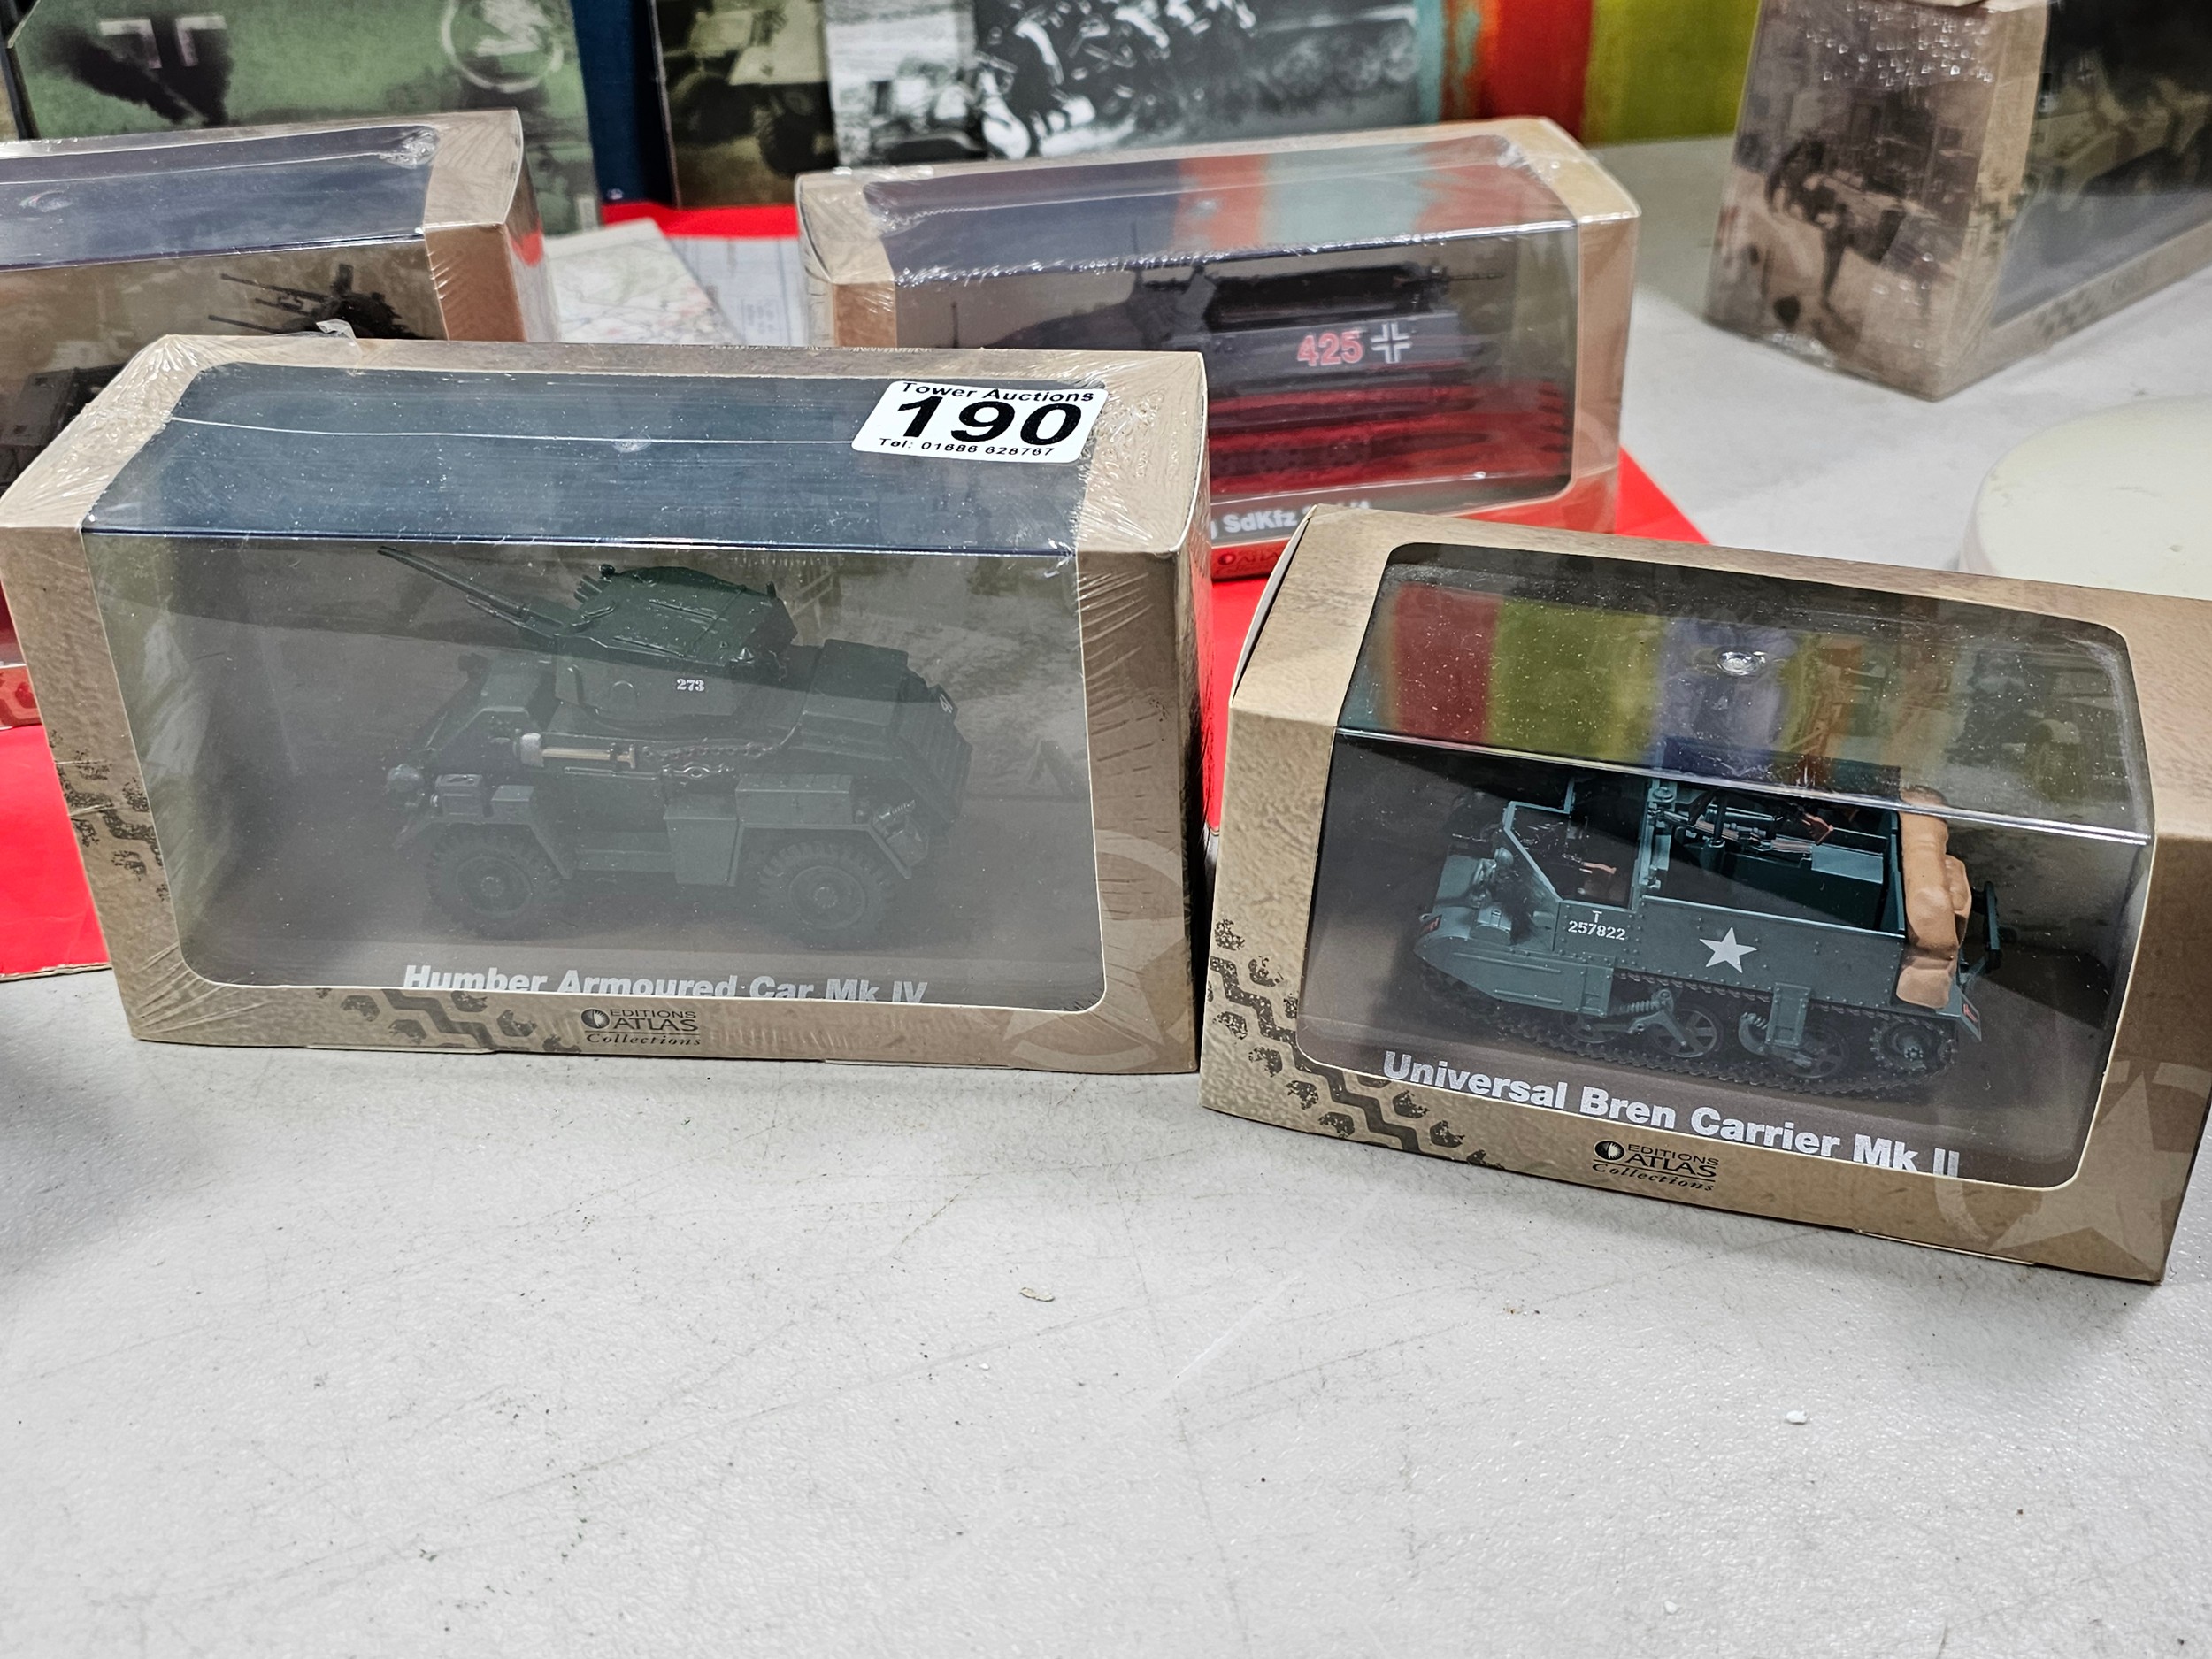 Tower Auctions
190
Tel: 01686 628767
425
SdKfz
ATLAS
273
Humber Armoured Car Mk IV
EDITIONS
ATLAS
Collections
T
257822
Universal Bren Carrier Mk II
EDITIONS
ATLAS
Collections